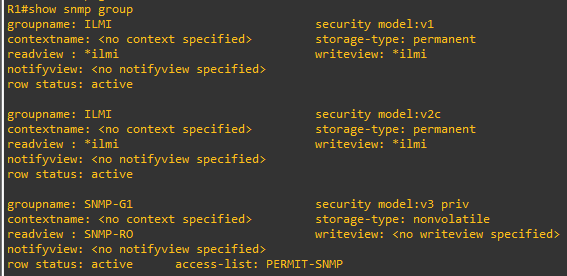 R1#show snmp group
groupname: ILMI security model:v1
contextname: <no context specified> storage-type: permanent
readview : *ilmi writeview: *ilmi
notifyview: <no notifyview specified>
row status: active
groupname: ILMI security model:v2c
contextname: <no context specified> storage-type: permanent
readview : *ilmi writeview: *ilmi
notifyview: <no notifyview specified>
row status: active
groupname: SNMP-G1 security model:v3 priv
contextname: <no context specified> storage-type: nonvolatile
readview : SNMP-RO writeview: <no writeview specified>
notifyview: <no notifyview specified>
row status: active access-list: PERMIT-SNMP